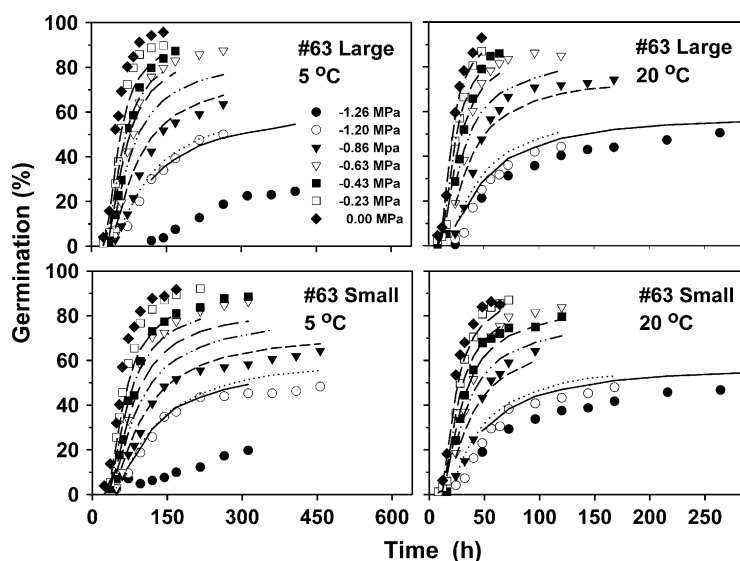 100
80
60
40
20
0
#63 Large
5 °C
-1.26 MPa
-1.20 MPa
-0.86 Mpa
-0.63 MPa
-0.43 MPa
-0.23 MPa
0.00 MPa
#63 Large
20 °C
Germination (%)
100
80
60
40
20
0
#63 Small
5 °C
#63 Small
20 °C
0 150 300 450 600
0 50 100 150 200 250
Time (h)